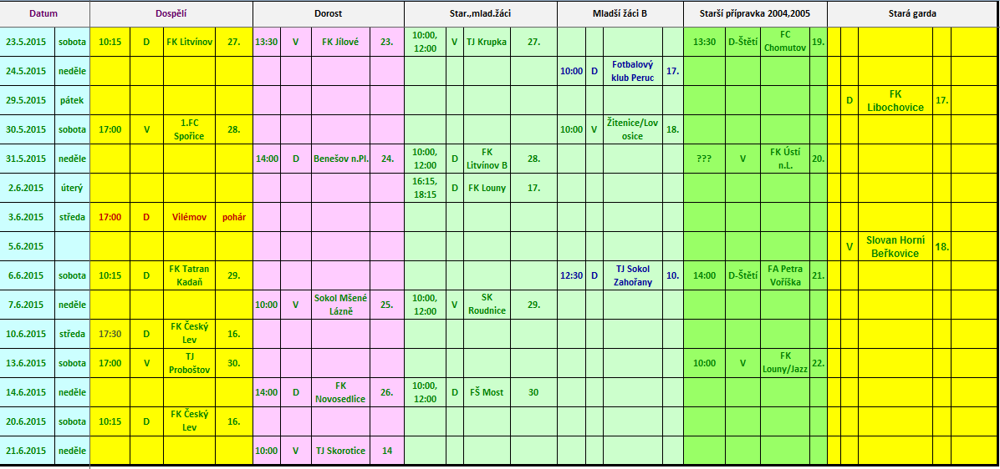 Datum Dospělí Dorost Star.,mlad.žáci Mladší žáci B Starší přípravka 2004,2005 Stará garda
23.5.2015 sobota 10:15 D FK Litvínov 27. 13:30 V FK Jílové 23. 10:00, 12:00 V TJ Krupka 27. 13:30 D-Štětí FC Chomutov 19.
24.5.2015 neděle 10:00 D Fotbalový klub Peruc 17.
29.5.2015 pátek D FK Libochovice 17.
30.5.2015 sobota 17:00 V 1.FC Spořice 28. 10:00 V Žitenice/Lovosice 18.
31.5.2015 neděle 14:00 D Benešov n.Pl. 24. 10:00, 12:00 D FK Litvínov B 28. ??? V FK Ústí n.L. 20.
2.6.2015 úterý 16:15, 18:15 D FK Louny 17.
3.6.2015 středa 17:00 D Vilémov pohár
5.6.2015 V Slovan Horní Beřkovice 18.
6.6.2015 sobota 10:15 D FK Tatran Kadaň 29. 12:30 D TJ Sokol Zahořany 10. 14:00 D-Štětí FA Petra Voříška 21.
7.6.2015 neděle 10:00 V Sokol Mšené Lázně 25. 10:00, 12:00 V SK Roudnice 29.
10.6.2015 středa 17:30 D FK Český Lev 16.
13.6.2015 sobota 17:00 V TJ Proboštov 30. 10:00 V FK Louny/Jazz 22.
14.6.2015 neděle 14:00 D FK Novosedlice 26. 10:00, 12:00 D FŠ Most 30
20.6.2015 sobota 10:15 D FK Český Lev 16.
21.6.2015 neděle 10:00 V TJ Skorotice 14